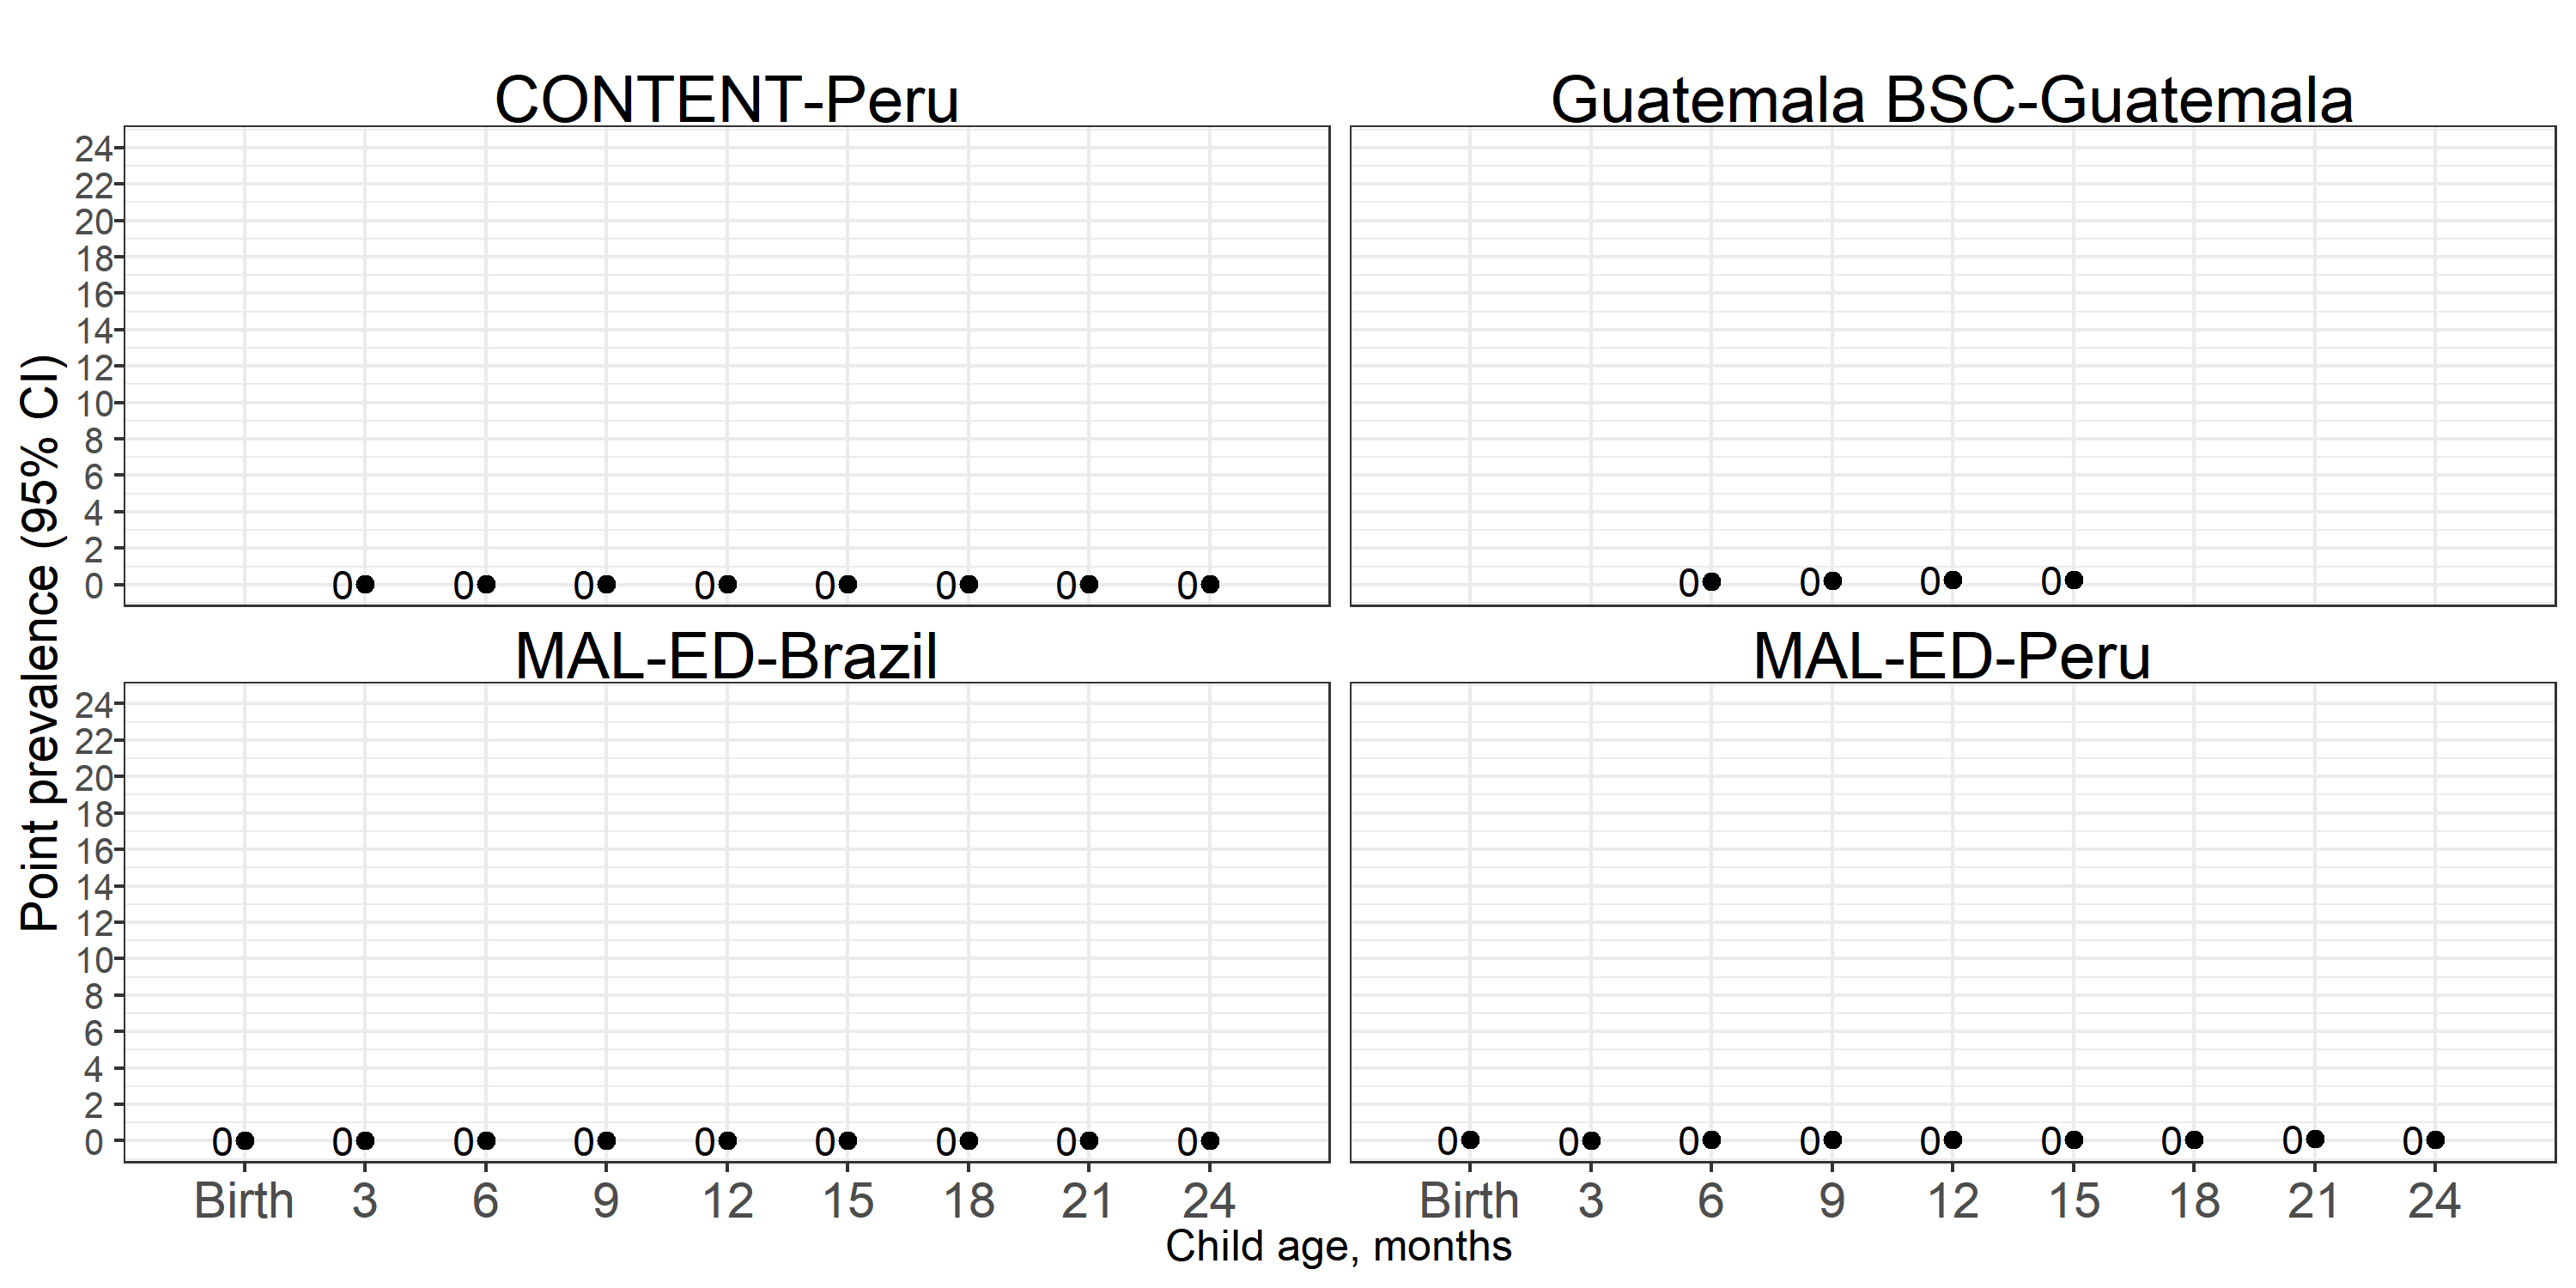 CONTENT-Peru
Guatemala BSC-Guatemala
24
22
20
18
16
14
12
10
8
6
4
2
0
0 0 0 0 0 0 0 0
0 0 0 0
MAL-ED-Brazil
MAL-ED-Peru
24
22
20
18
16
14
12
10
8
6
4
2
0
0 0 0 0 0 0 0 0 0
0 0 0 0 0 0 0 0 0
Birth 3 6 9 12 15 18 21 24
Birth 3 6 9 12 15 18 21 24
Child age, months
Point prevalence (95% CI)